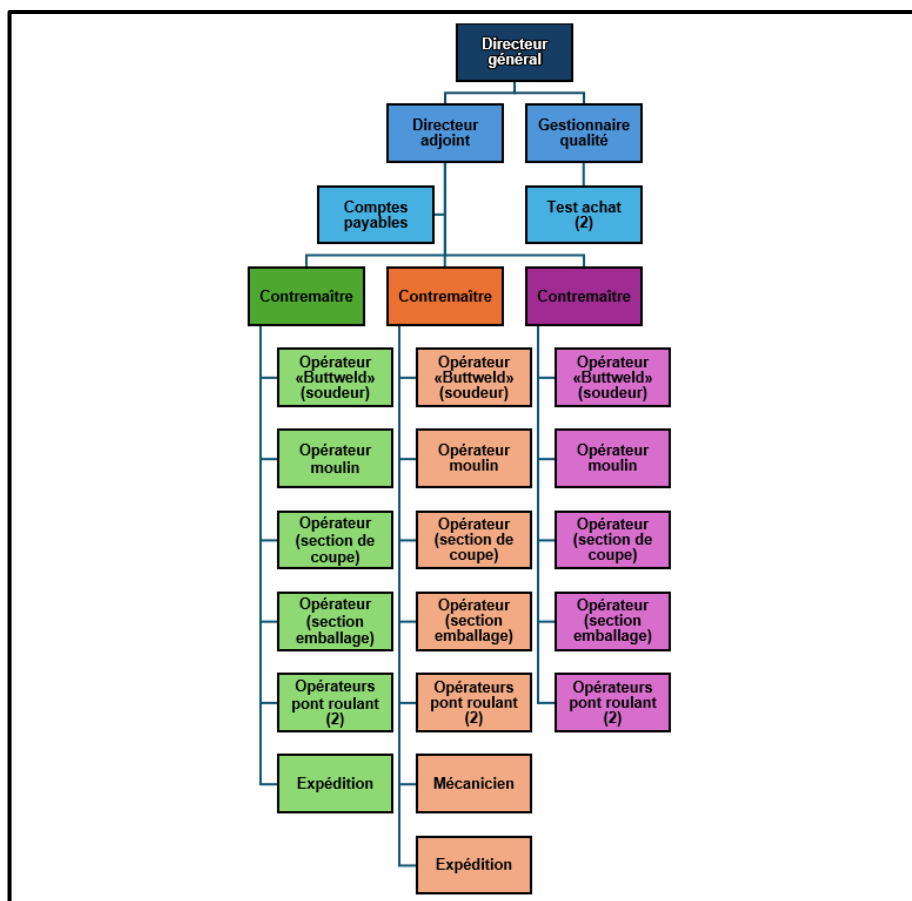 Directeur
général
Directeur
adjoint
Gestionnaire
qualité
Comptes
payables
Test achat
(2)
Contremaître
Contremaître
Contremaître
Opérateur
«Buttweld»
(soudeur)
Opérateur
«Buttweld»
(soudeur)
Opérateur
«Buttweld»
(soudeur)
Opérateur
moulin
Opérateur
moulin
Opérateur
moulin
Opérateur
(section de
coupe)
Opérateur
(section de
coupe)
Opérateur
(section de
coupe)
Opérateur
(section
emballage)
Opérateur
(section
emballage)
Opérateur
(section
emballage)
Opérateurs
pont roulant
(2)
Opérateurs
pont roulant
(2)
Opérateurs
pont roulant
(2)
Expédition
Mécanicien
Expédition